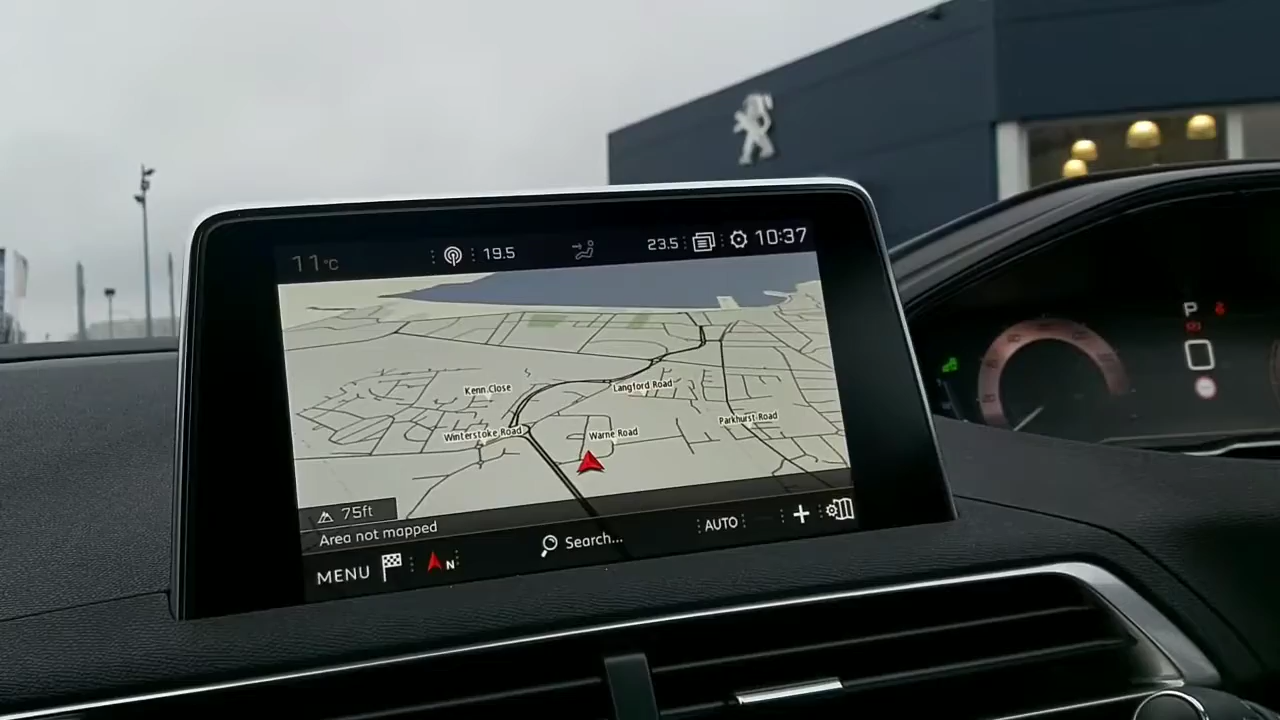 11°C
19.5
23.5
10:37
Kenn Close
Langford Road
Winterstoke Road
Warne Road
Parkhurst Road
75ft
Area not mapped
MENU
N
Search...
AUTO
P